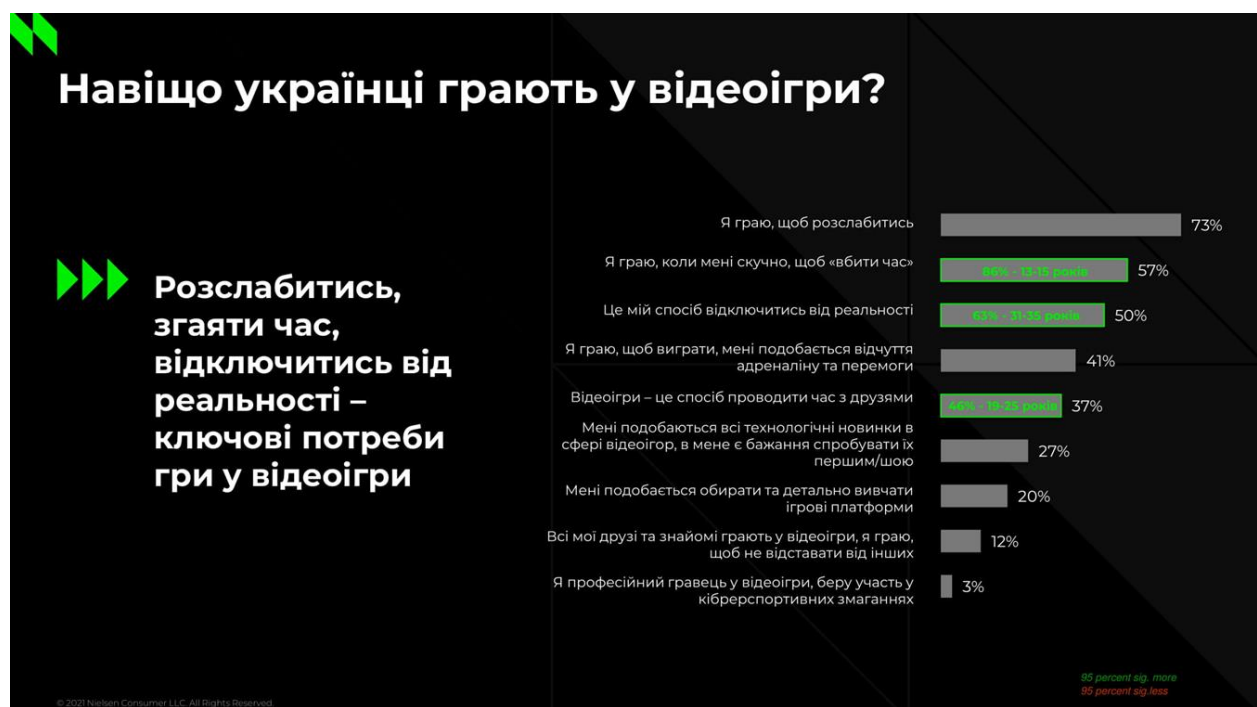 Навіщо українці грають у відеоігри?
Розслабитись,
згаяти час,
відключитись від
реальності –
ключові потреби
гри у відеоігри
Я граю, щоб розслабитись
73%
Я граю, коли мені скучно, щоб «вбити час»
86% - 13-15 років
57%
Це мій спосіб відключитись від реальності
63% - 31-35 років
50%
Я граю, щоб виграти, мені подобається відчуття
адреналіну та перемоги
41%
Відеоігри – це спосіб проводити час з друзями
46% - 19-25 років
37%
Мені подобаються всі технологічні новинки в
сфері відеоігор, в мене є бажання спробувати їх
першим/шою
27%
Мені подобається обирати та детально вивчати
ігрові платформи
20%
Всі мої друзі та знайомі грають у відеоігри, я граю,
щоб не відставати від інших
12%
Я професійний гравець у відеоігри, беру участь у
кібрерспортивних змаганнях
3%
95 percent sig. more
95 percent sig.less
© 2021 Nielsen Consumer LLC. All Rights Reserved.